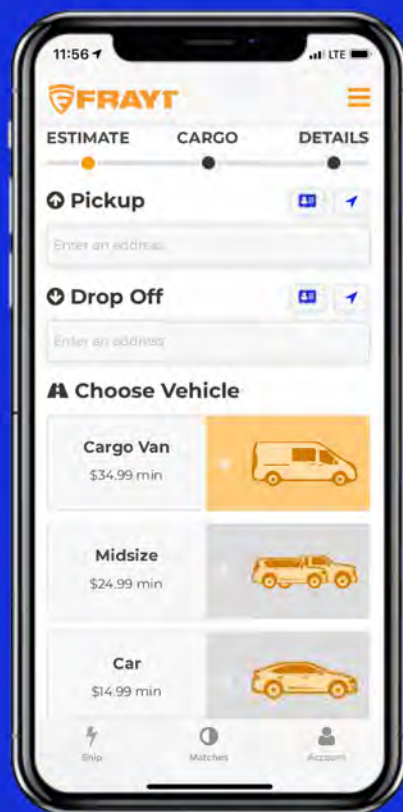 11:56
LTE
FRAYT
ESTIMATE CARGO DETAILS
Pickup
Enter an address
Drop Off
Enter an address
Choose Vehicle
Cargo Van
$34.99 min
Midsize
$24.99 min
Car
$14.99 min
Ship Matches Account